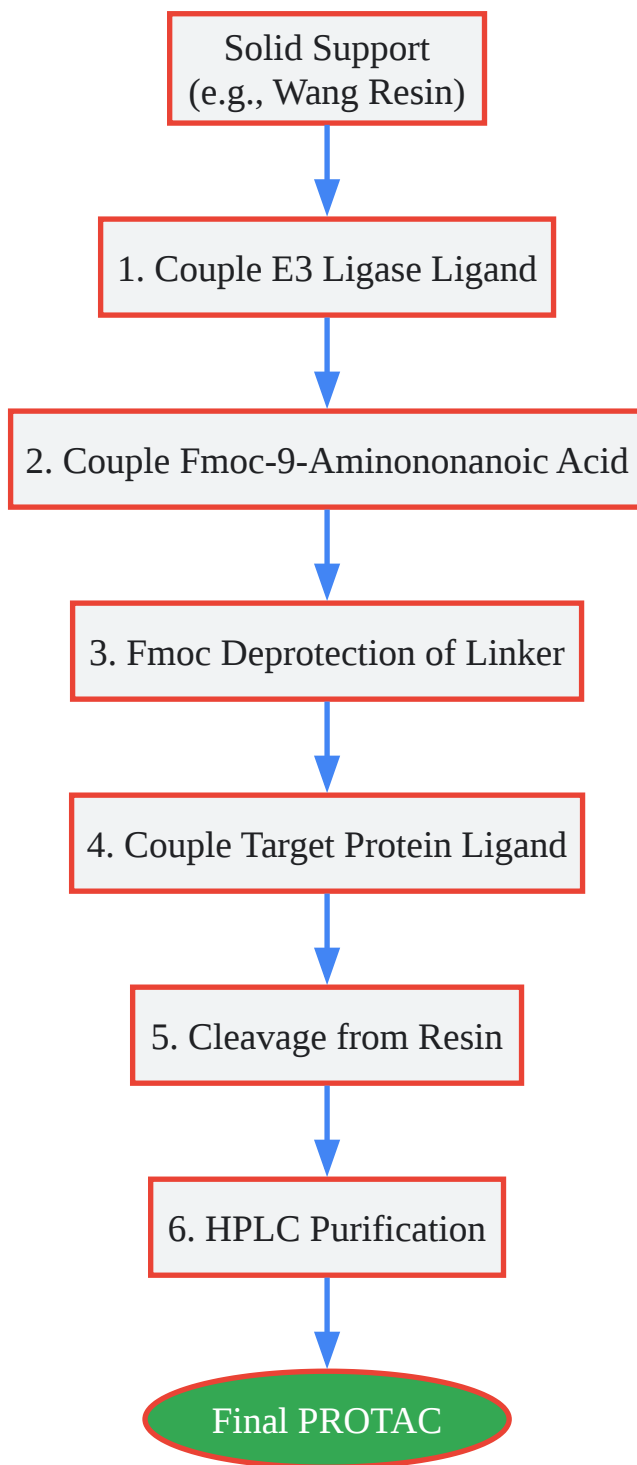 Solid Support
(e.g., Wang Resin)
1. Couple E3 Ligase Ligand
2. Couple Fmoc-9-Aminononanoic Acid
3. Fmoc Deprotection of Linker
4. Couple Target Protein Ligand
5. Cleavage from Resin
6. HPLC Purification
Final PROTAC